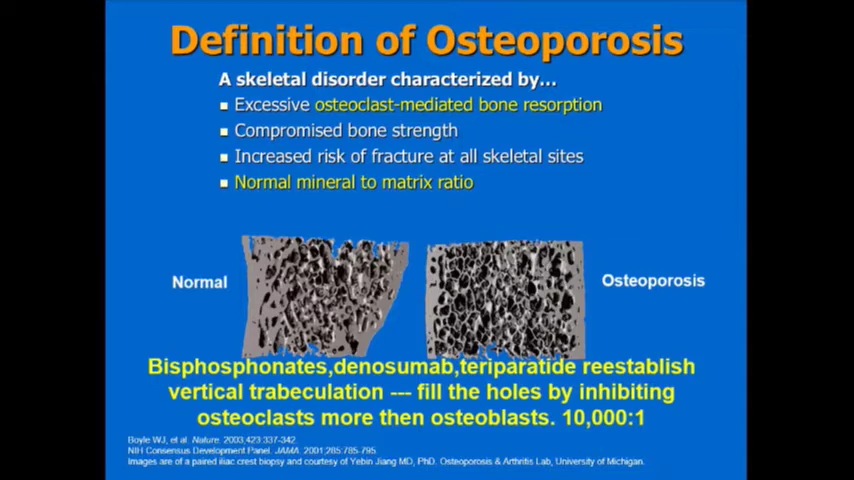 Definition of Osteoporosis
A skeletal disorder characterized by...
Excessive osteoclast-mediated bone resorption
Compromised bone strength
Increased risk of fracture at all skeletal sites
Normal mineral to matrix ratio
Normal
Osteoporosis
Bisphosphonates,denosumab,teriparatide reestablish
vertical trabeculation --- fill the holes by inhibiting
osteoclasts more then osteoblasts. 10,000:1
Boyle WJ, et al. Nature. 2003;423:337-342.
NIH Consensus Development Panel. JAMA. 2001;285:785-795.
Images are of a paired iliac crest biopsy and courtesy of Yebin Jiang MD, PhD. Osteoporosis & Arthritis Lab, University of Michigan.